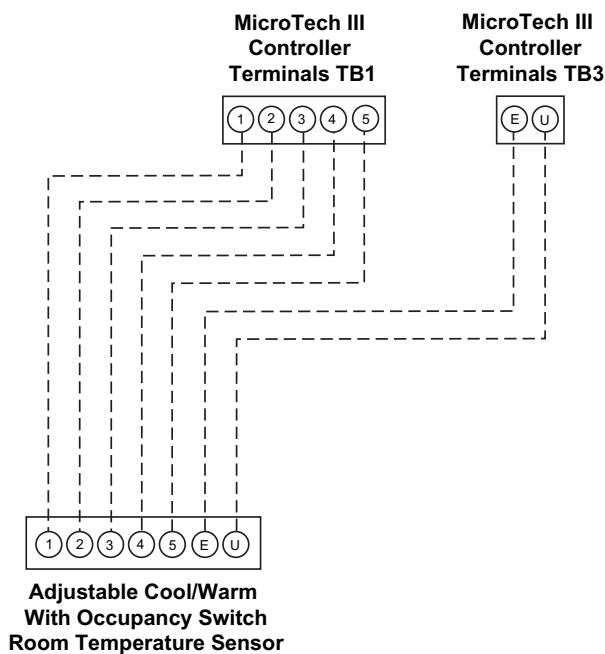 MicroTech III
Controller
Terminals TB1
MicroTech III
Controller
Terminals TB3
1 2 3 4 5
E U
1 2 3 4 5 E U
Adjustable Cool/Warm
With Occupancy Switch
Room Temperature Sensor